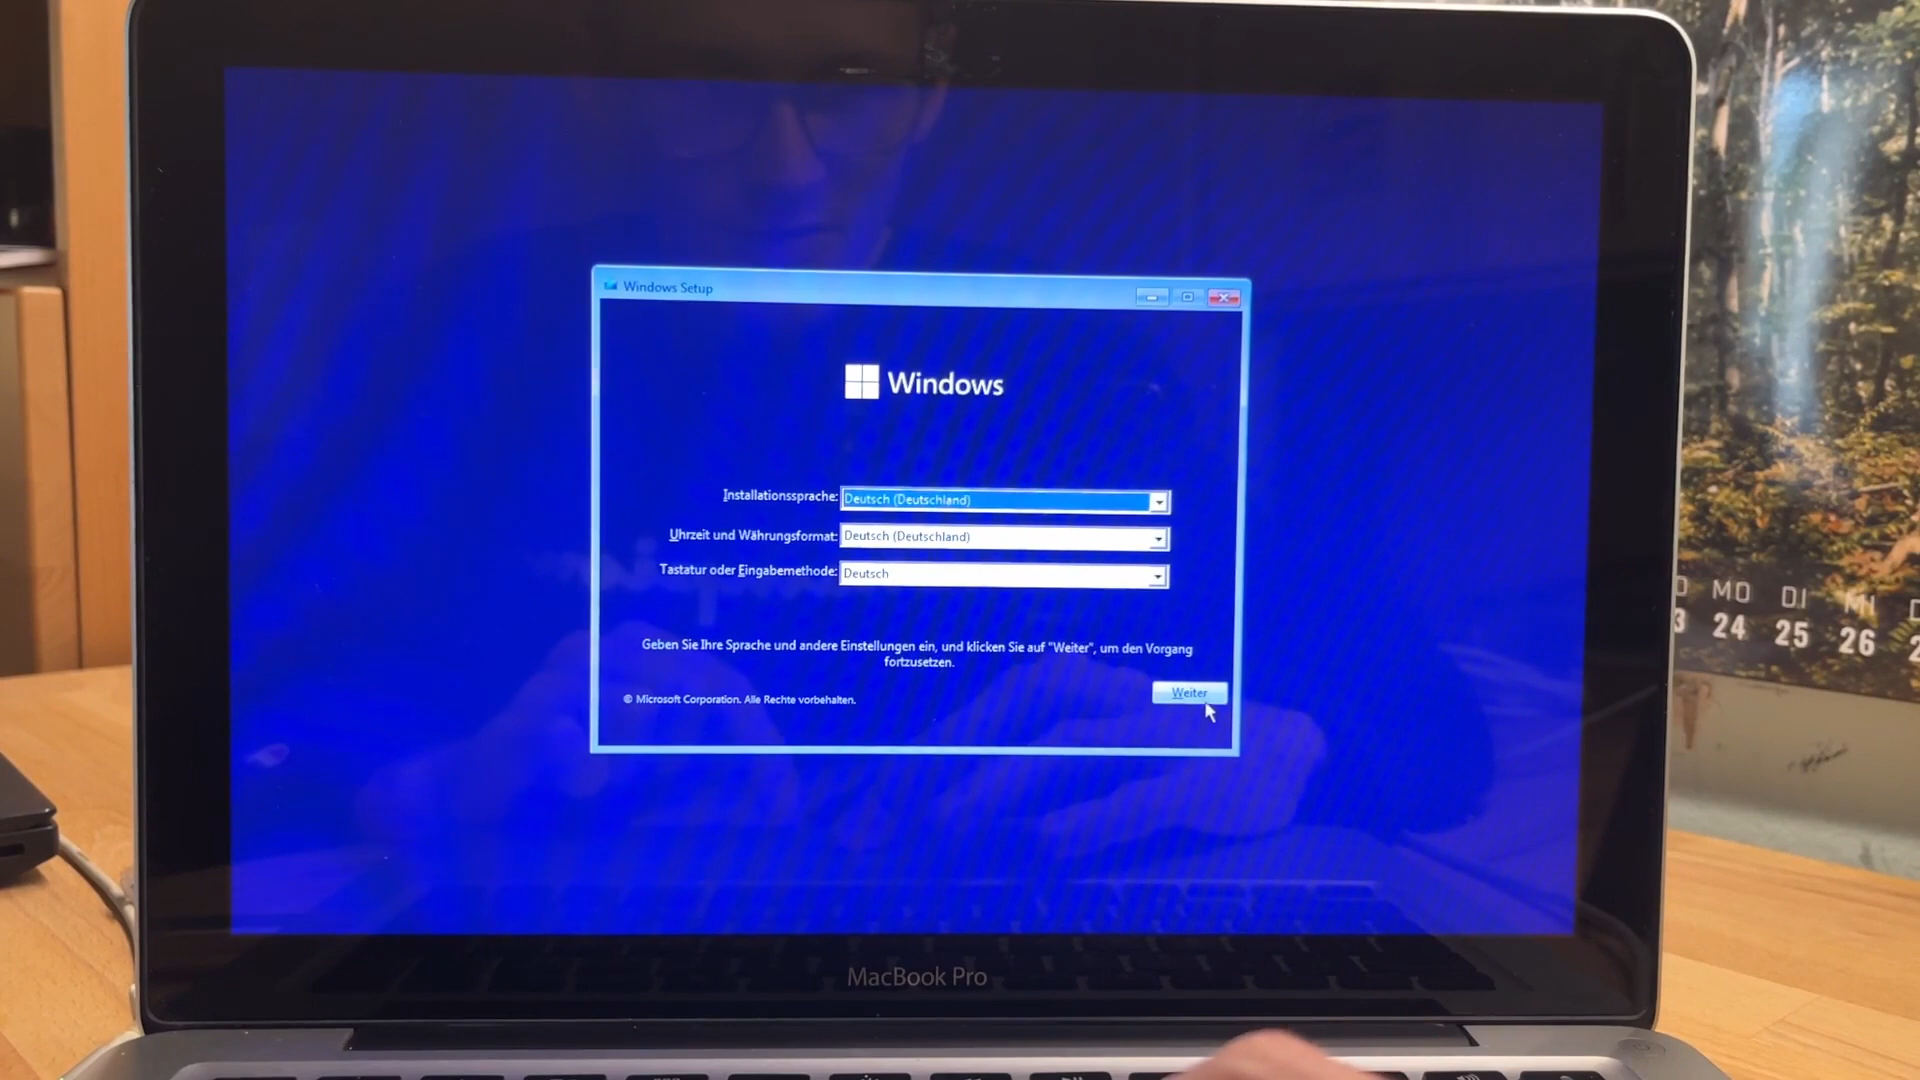 Windows Setup
Windows
Installationssprache: Deutsch (Deutschland)
Uhrzeit und Währungsformat: Deutsch (Deutschland)
Tastatur oder Eingabemethode: Deutsch
Geben Sie Ihre Sprache und andere Einstellungen ein, und klicken Sie auf "Weiter", um den Vorgang
fortzusetzen.
Weiter
© Microsoft Corporation. Alle Rechte vorbehalten.
MO DI MI
24 25 26
MacBook Pro